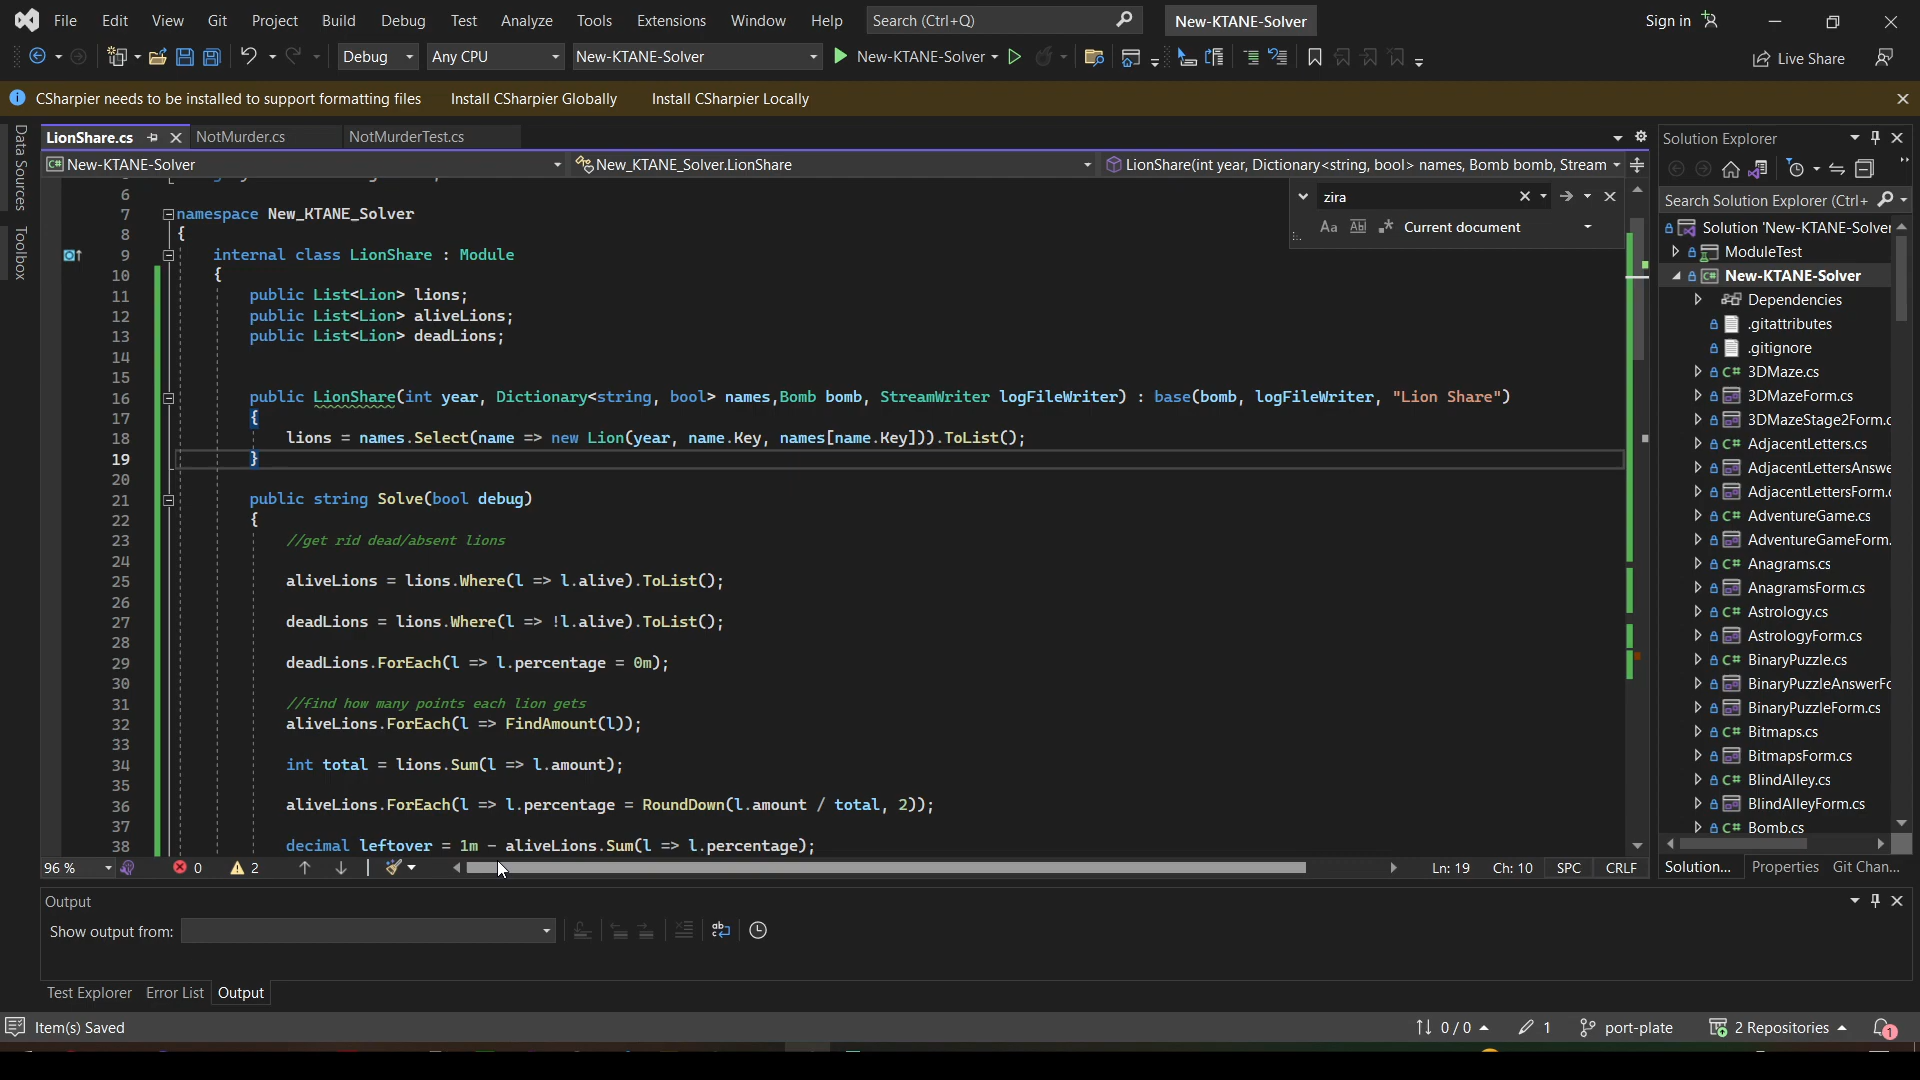 File Edit View Git Project Build Debug Test Analyze Tools Extensions Window Help Search (Ctrl+Q) New-KTANE-Solver Sign in
Debug Any CPU New-KTANE-Solver New-KTANE-Solver Live Share
CSharpier needs to be installed to support formatting files Install CSharpier Globally Install CSharpier Locally
Data Sources
Toolbox
LionShare.cs NotMurder.cs NotMurderTest.cs
New-KTANE-Solver New_KTANE_Solver.LionShare LionShare(int year, Dictionary<string, bool> names, Bomb bomb, Stream
zira
Aa Current document
6
7 namespace New_KTANE_Solver
8 {
9 internal class LionShare : Module
10 {
11 public List<Lion> lions;
12 public List<Lion> aliveLions;
13 public List<Lion> deadLions;
14
15
16 public LionShare(int year, Dictionary<string, bool> names,Bomb bomb, StreamWriter logFileWriter) : base(bomb, logFileWriter, "Lion Share")
17 {
18 lions = names.Select(name => new Lion(year, name.Key, names[name.Key])).ToList();
19 }
20
21 public string Solve(bool debug)
22 {
23 //get rid dead/absent lions
24
25 aliveLions = lions.Where(l => l.alive).ToList();
26
27 deadLions = lions.Where(l => !l.alive).ToList();
28
29 deadLions.ForEach(l => l.percentage = 0m);
30
31 //find how many points each lion gets
32 aliveLions.ForEach(l => FindAmount(l));
33
34 int total = lions.Sum(l => l.amount);
35
36 aliveLions.ForEach(l => l.percentage = RoundDown(l.amount / total, 2));
37
38 decimal leftover = 1m - aliveLions.Sum(l => l.percentage);
96 % 0 2 Ln: 19 Ch: 10 SPC CRLF
Solution Explorer
Search Solution Explorer (Ctrl+
Solution 'New-KTANE-Solver
ModuleTest
New-KTANE-Solver
Dependencies
.gitattributes
.gitignore
3DMaze.cs
3DMazeForm.cs
3DMazeStage2Form.c
AdjacentLetters.cs
AdjacentLettersAnswe
AdjacentLettersForm.c
AdventureGame.cs
AdventureGameForm.
Anagrams.cs
AnagramsForm.cs
Astrology.cs
AstrologyForm.cs
BinaryPuzzle.cs
BinaryPuzzleAnswerFo
BinaryPuzzleForm.cs
Bitmaps.cs
BitmapsForm.cs
BlindAlley.cs
BlindAlleyForm.cs
Bomb.cs
Solution... Properties Git Chan...
Output
Show output from:
Test Explorer Error List Output
Item(s) Saved 0 / 0 1 port-plate 2 Repositories 1